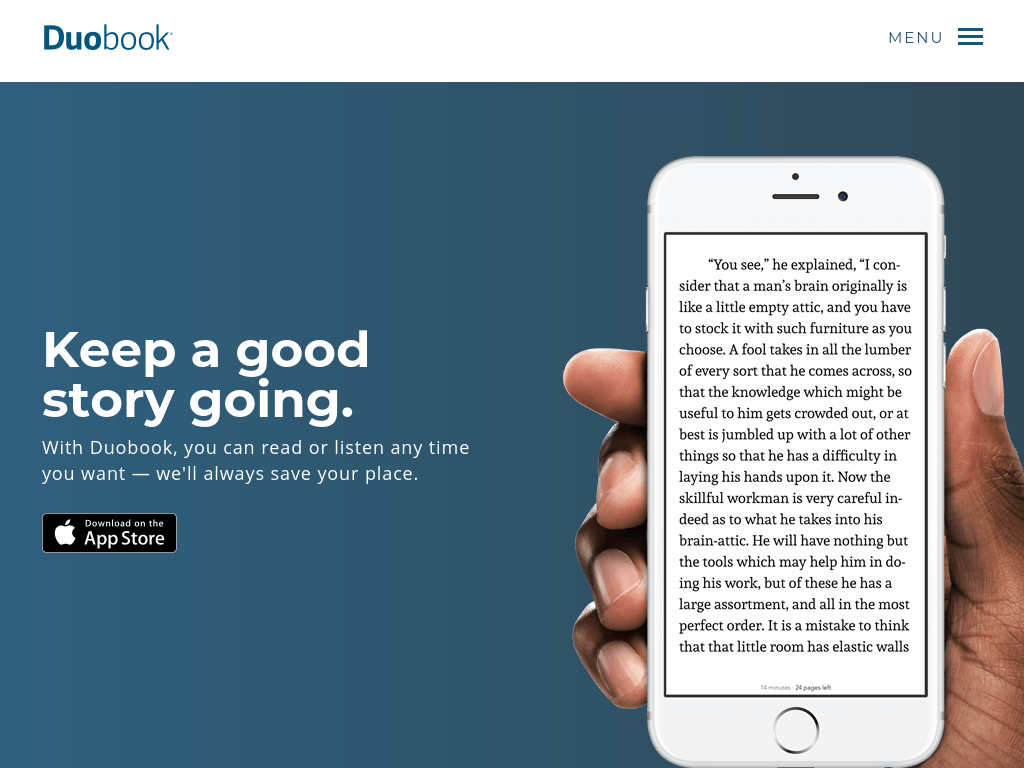 Duobook
MENU
Keep a good
story going.
With Duobook, you can read or listen any time
you want — we'll always save your place.
Download on the
App Store
“You see,” he explained, “I con-
sider that a man’s brain originally is
like a little empty attic, and you have
to stock it with such furniture as you
choose. A fool takes in all the lumber
of every sort that he comes across, so
that the knowledge which might be
useful to him gets crowded out, or at
best is jumbled up with a lot of other
things so that he has a difficulty in
laying his hands upon it. Now the
skillful workman is very careful in-
deed as to what he takes into his
brain-attic. He will have nothing but
the tools which may help him in do-
ing his work, but of these he has a
large assortment, and all in the most
perfect order. It is a mistake to think
that that little room has elastic walls
14 minutes · 24 pages left